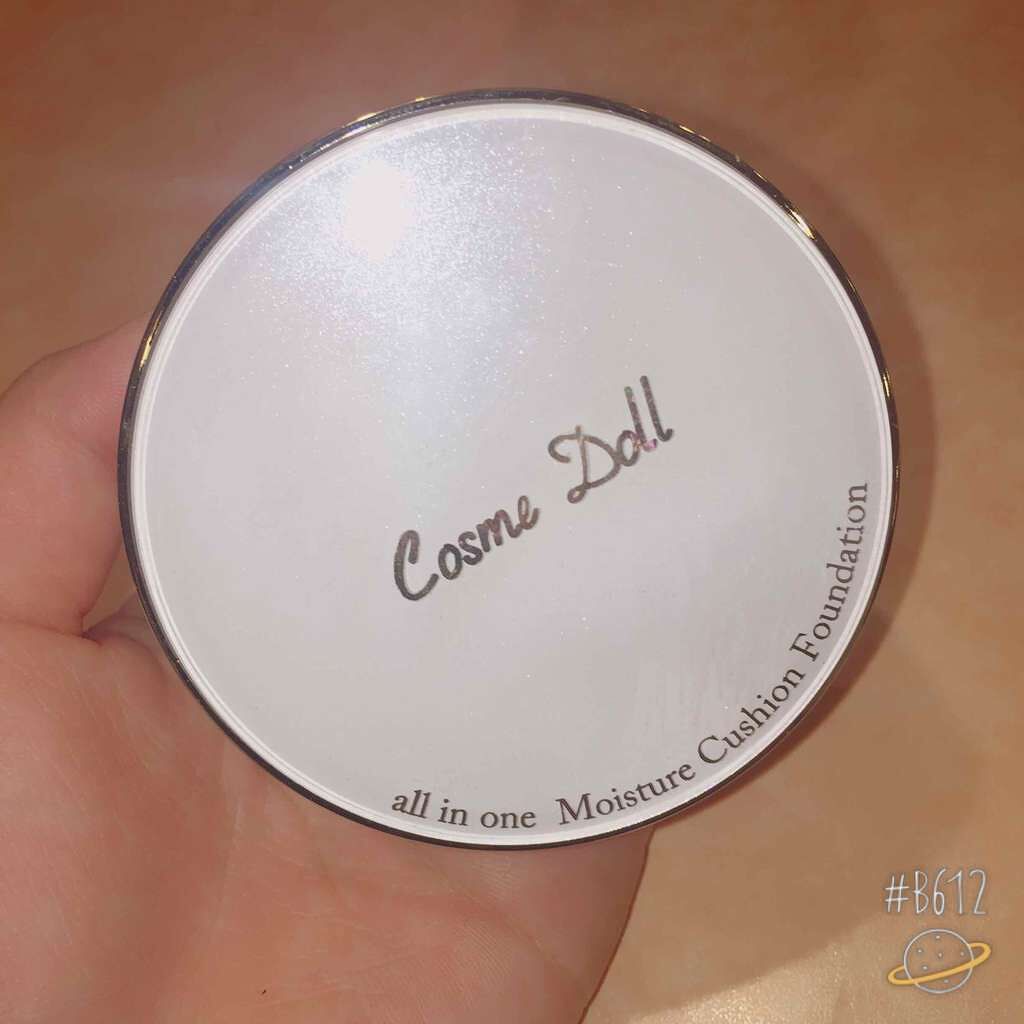 Cosme Doll
all in one Moisture Cushion Foundation
#B612